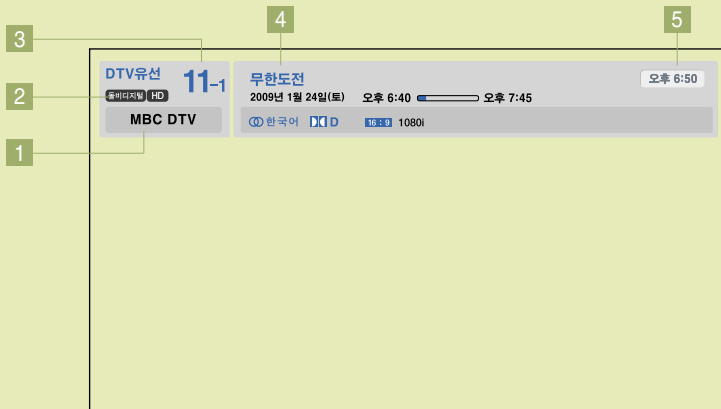 4
5
3
DTV유선
11-1
무한도전
오후 6:50
2
돌비디지털 HD
2009년 1월 24일(토) 오후 6:40 오후 7:45
MBC DTV
한국어 D 16:9 1080i
1